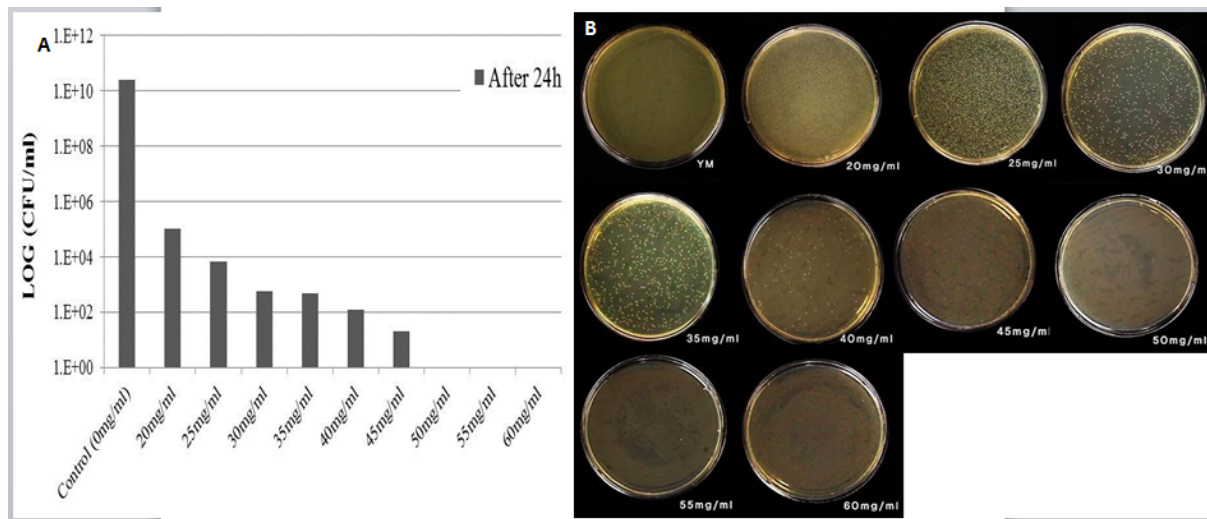 A
LOG (CFU/ml)
1.E+12
1.E+10
1.E+08
1.E+06
1.E+04
1.E+02
1.E+00
After 24h
Control (0mg/ml)
20mg/ml
25mg/ml
30mg/ml
35mg/ml
40mg/ml
45mg/ml
50mg/ml
55mg/ml
60mg/ml
B
YM
20mg/ml
25mg/ml
30mg/ml
35mg/ml
40mg/ml
45mg/ml
50mg/ml
55mg/ml
60mg/ml